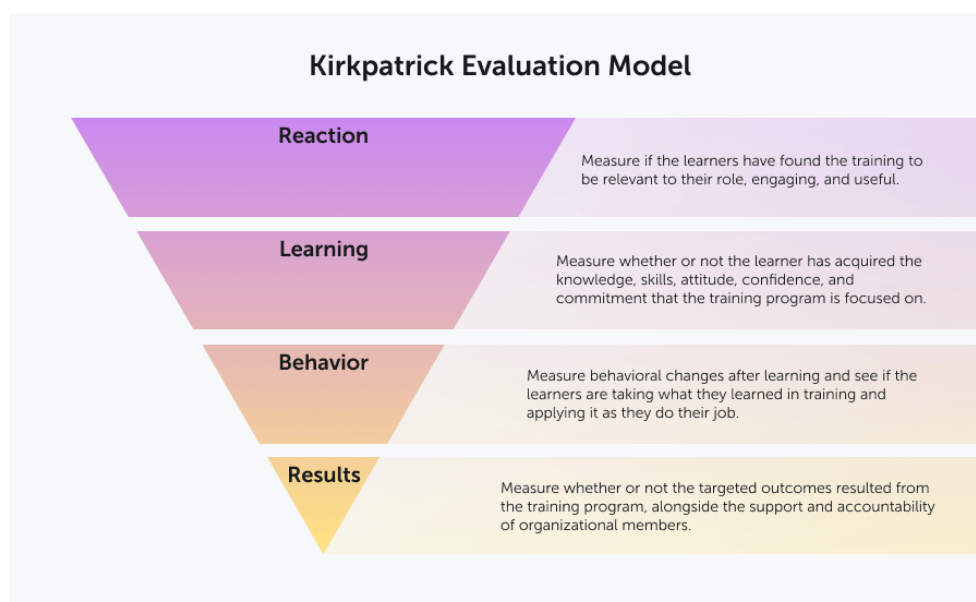 Kirkpatrick Evaluation Model
Reaction
Measure if the learners have found the training to
be relevant to their role, engaging, and useful.
Learning
Measure whether or not the learner has acquired the
knowledge, skills, attitude, confidence, and
commitment that the training program is focused on.
Behavior
Measure behavioral changes after learning and see if the
learners are taking what they learned in training and
applying it as they do their job.
Results
Measure whether or not the targeted outcomes resulted from
the training program, alongside the support and accountability
of organizational members.